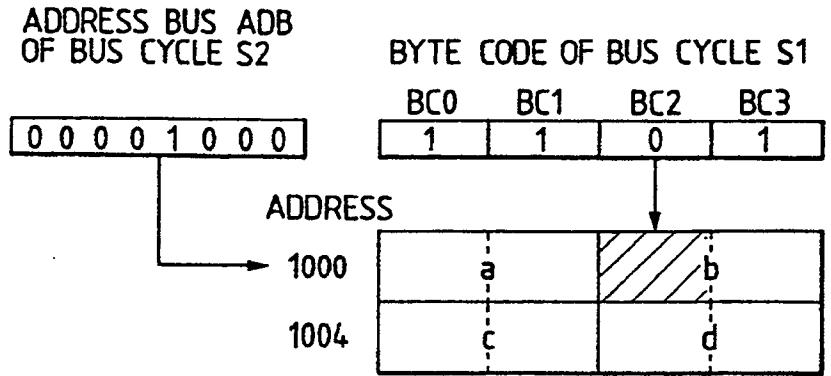 ADDRESS BUS ADB
OF BUS CYCLE S2
BYTE CODE OF BUS CYCLE S1
BC0 BC1 BC2 BC3
0 0 0 0 1 0 0 0
1 1 0 1
ADDRESS
1000 a b
1004 c d